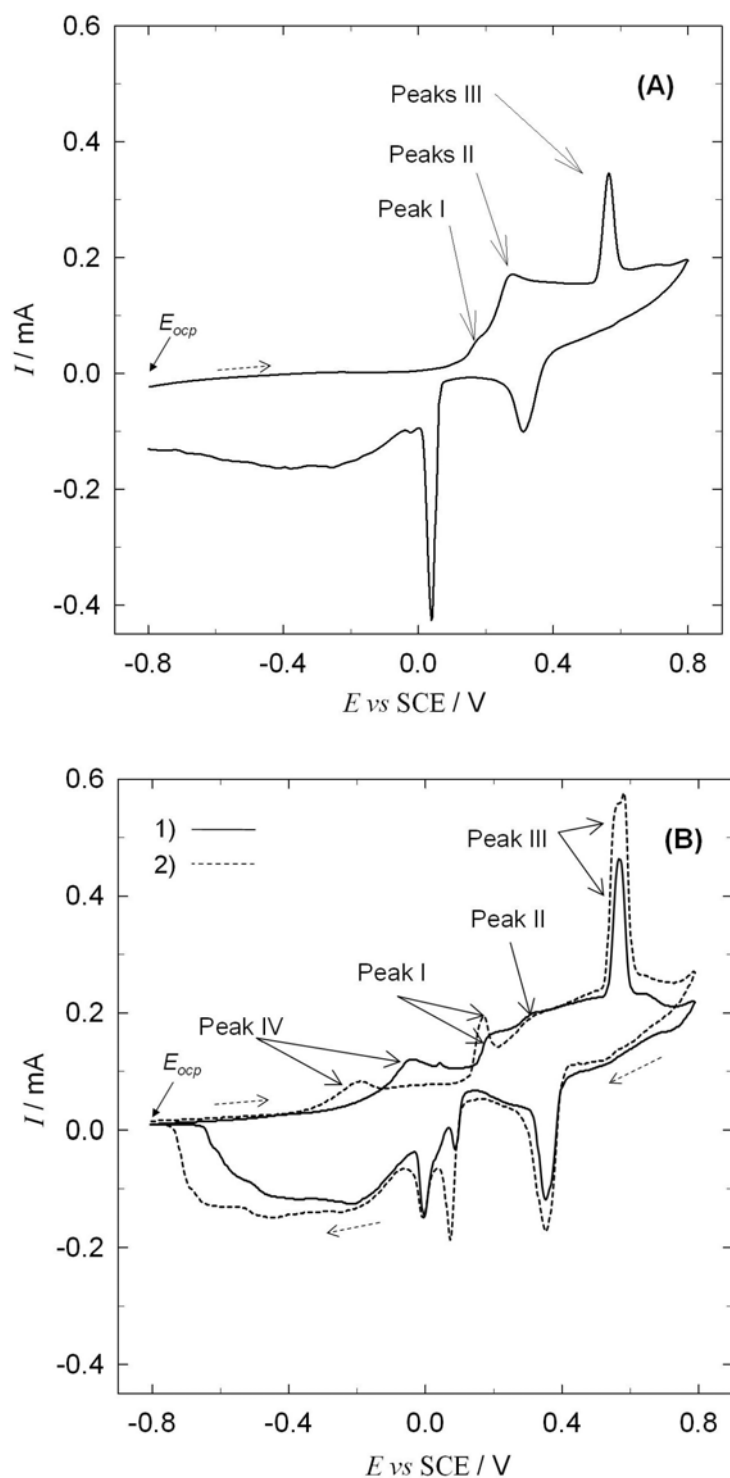 0.6
(A)
Peaks III
0.4
Peaks II
Peak I
0.2
I / mA
Eocp
0.0
-0.2
-0.4
-0.8 -0.4 0.0 0.4 0.8
E vs SCE / V
0.6
1)
2)
(B)
Peak III
0.4
Peak II
Peak I
0.2
Peak IV
I / mA
Eocp
0.0
-0.2
-0.4
-0.8 -0.4 0.0 0.4 0.8
E vs SCE / V